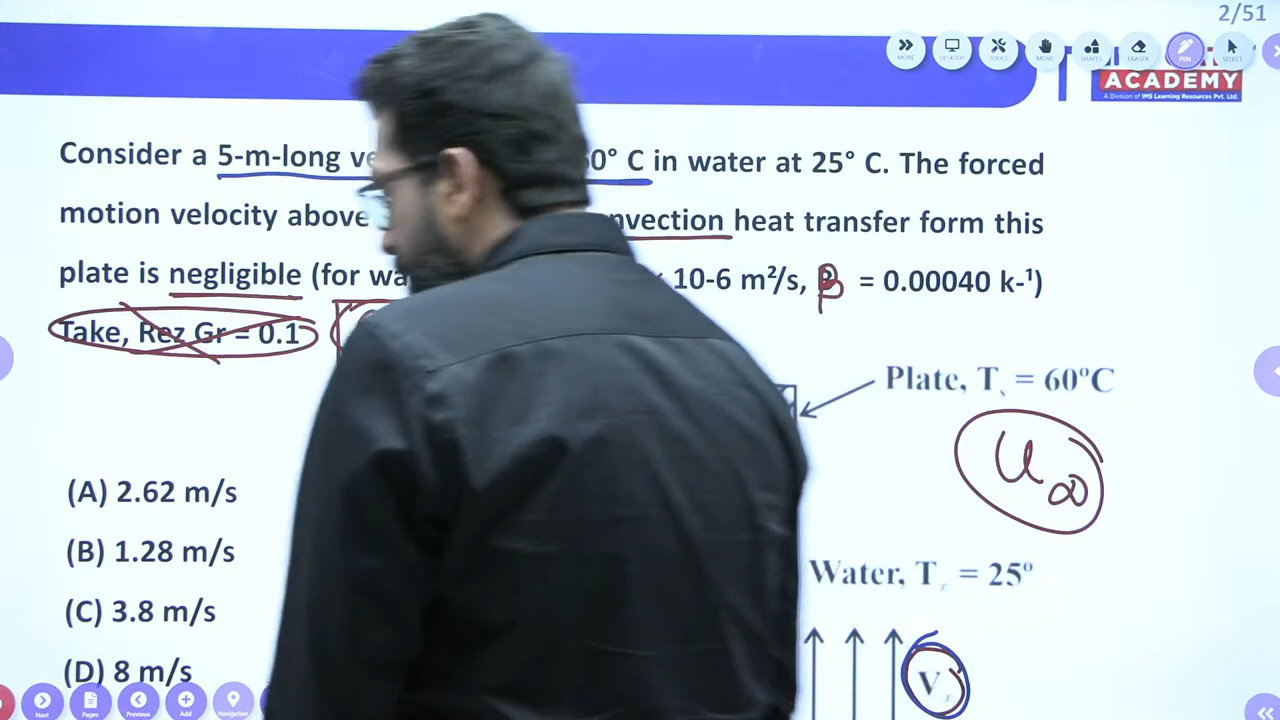 2/51
MORE DESKTOP TOOLS MOVE SHAPES ERASER PEN SELECT
ACADEMY
A Division of IMS Learning Resources Pvt. Ltd.
Consider a 5-m-long 0° C in water at 25° C. The forced
motion velocity above nvection heat transfer form this
plate is negligible (for wa 10-6 m²/s, β = 0.00040 k-¹)
Take, Rez Gr = 0.1
Plate, Tₛ = 60°C
U∞
(A) 2.62 m/s
(B) 1.28 m/s
Water, T = 25°
(C) 3.8 m/s
(D) 8 m/s
V
Next Pages Previous Add Navigation